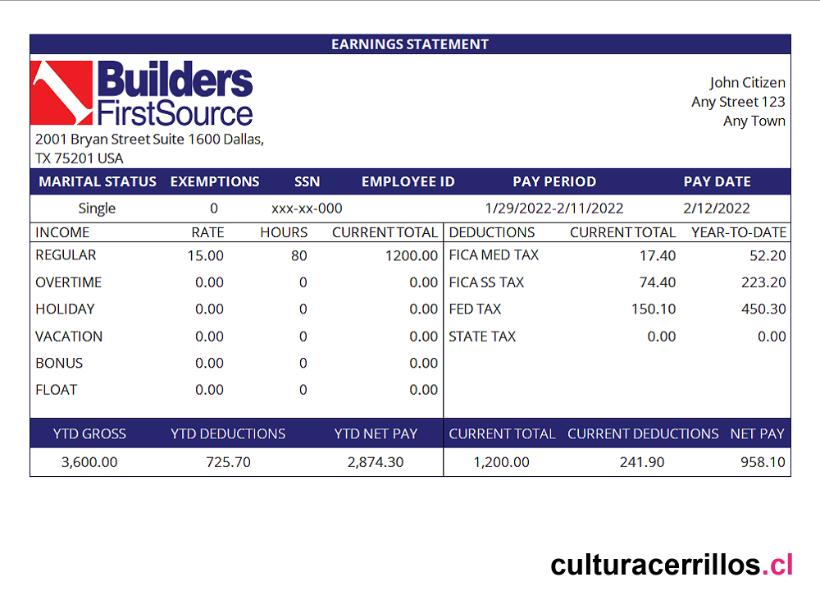 EARNINGS STATEMENT
Builders
FirstSource
2001 Bryan Street Suite 1600 Dallas,
TX 75201 USA
John Citizen
Any Street 123
Any Town
MARITAL STATUS EXEMPTIONS SSN EMPLOYEE ID PAY PERIOD PAY DATE
Single 0 xxx-xx-000 1/29/2022-2/11/2022 2/12/2022
INCOME RATE HOURS CURRENT TOTAL DEDUCTIONS CURRENT TOTAL YEAR-TO-DATE
REGULAR 15.00 80 1200.00 FICA MED TAX 17.40 52.20
OVERTIME 0.00 0 0.00 FICA SS TAX 74.40 223.20
HOLIDAY 0.00 0 0.00 FED TAX 150.10 450.30
VACATION 0.00 0 0.00 STATE TAX 0.00 0.00
BONUS 0.00 0 0.00
FLOAT 0.00 0 0.00
YTD GROSS YTD DEDUCTIONS YTD NET PAY CURRENT TOTAL CURRENT DEDUCTIONS NET PAY
3,600.00 725.70 2,874.30 1,200.00 241.90 958.10
culturacerrillos.cl